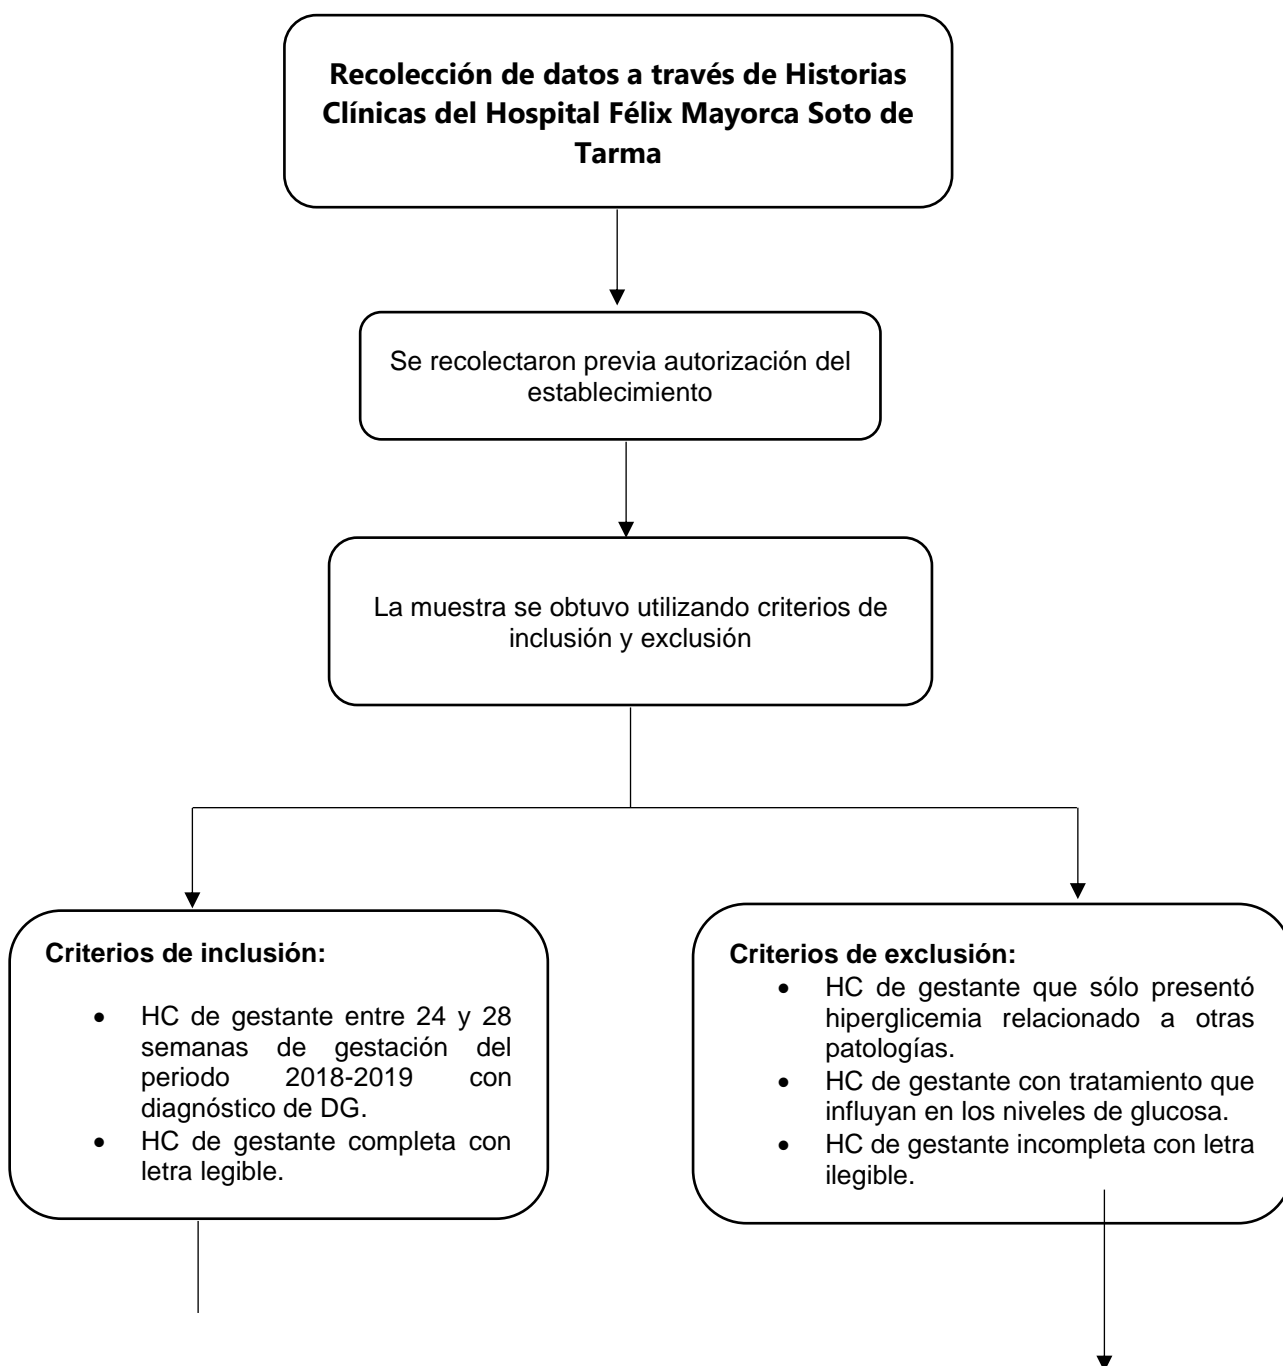 Recolección de datos a través de Historias
Clínicas del Hospital Félix Mayorca Soto de
Tarma
Se recolectaron previa autorización del
establecimiento
La muestra se obtuvo utilizando criterios de
inclusión y exclusión
Criterios de inclusión:
• HC de gestante entre 24 y 28
semanas de gestación del
periodo 2018-2019 con
diagnóstico de DG.
• HC de gestante completa con
letra legible.
Criterios de exclusión:
• HC de gestante que sólo presentó
hiperglicemia relacionado a otras
patologías.
• HC de gestante con tratamiento que
influyan en los niveles de glucosa.
• HC de gestante incompleta con letra
ilegible.